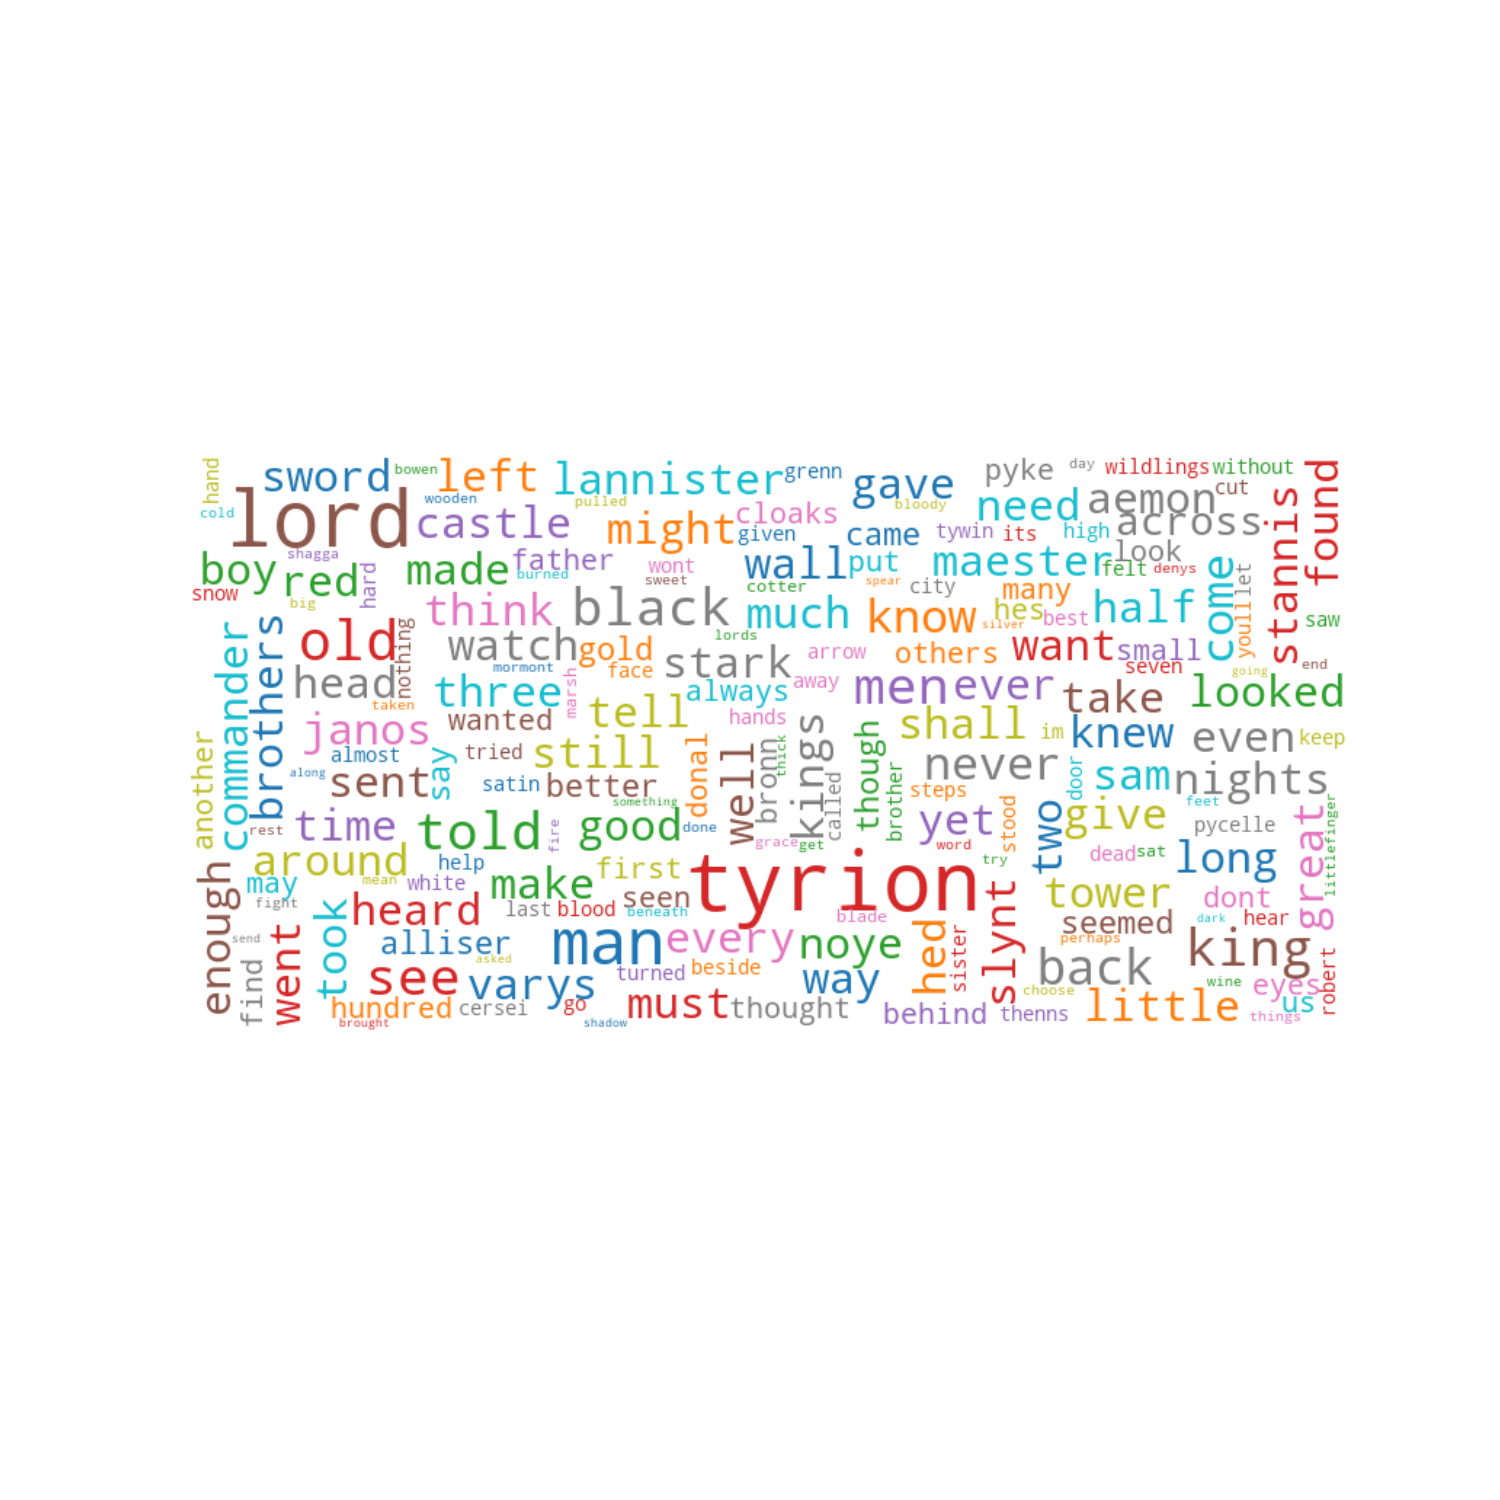 hand
sword
bowen
left
lannister
grenn
gave
pyke
day
wildlings
without
found
cold
lord
wooden
castle
pulled
might
cloaks
given
bloody
came
need
tywin
its
high
aemon
cut
across
stannis
boy
red
shagga
hard
made
father
burned
wont
sweet
wall
put
maester
felt
look
denys
come
let
youll
snow
big
think
black
cotter
much
spear
city
know
many
hes
silver
best
half
saw
commander
brothers
old
nothing
watch
gold
lords
stark
arrow
others
want
small
seven
going
end
head
mormont
face
marsh
three
taken
always
away
men
ever
take
looked
another
janos
wanted
tell
hands
shall
im
knew
even
keep
almost
along
sent
say
tried
still
satin
better
donal
well
bronn
thick
kings
called
though
brother
never
steps
stood
door
sam
nights
feet
rest
time
told
fire
something
good
done
grace
get
yet
word
try
two
give
dead
sat
pycelle
long
great
littlefinger
enough
around
may
fight
mean
help
white
make
first
seen
tyrion
tower
dont
took
heard
last
blood
beneath
blade
hed
sister
slynt
seemed
perhaps
dark
hear
send
find
went
alliser
asked
man
every
noye
back
king
robert
see
varys
turned
beside
way
choose
wine
eyes
us
hundred
brought
cersei
go
shadow
must
thought
behind
thenns
little
things